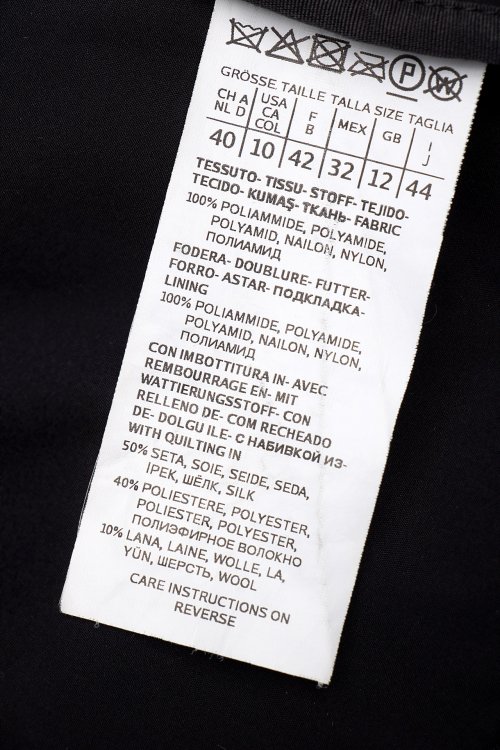 P W
GRÖSSE TAILLE TALLA SIZE TAGLIA
CH A NL D USA CA COL F B MEX GB I J
40 10 42 32 12 44
TESSUTO- TISSU- STOFF- TEJIDO-
TECIDO- KUMAŞ- ТКАНЬ- FABRIC
100% POLIAMMIDE, POLYAMIDE,
POLYAMID, NAILON, NYLON,
ПОЛИАМИД
FODERA- DOUBLURE- FUTTER-
FORRO- ASTAR- ПОДКЛАДКА-
LINING
100% POLIAMMIDE, POLYAMIDE,
POLYAMID, NAILON, NYLON,
ПОЛИАМИД
CON IMBOTTITURA IN- AVEC
REMBOURRAGE EN- MIT
WATTIERUNGSSTOFF- CON
RELLENO DE- COM RECHEADO
DE- DOLGU ILE- С НАБИВКОЙ ИЗ-
WITH QUILTING IN
50% SETA, SOIE, SEIDE, SEDA,
IPEK, ШЁЛК, SILK
40% POLIESTERE, POLYESTER,
POLIESTER, POLYESTER,
ПОЛИЭФИРНОЕ ВОЛОКНО
10% LANA, LAINE, WOLLE, LA,
YÜN, ШЕРСТЬ, WOOL
CARE INSTRUCTIONS ON
REVERSE